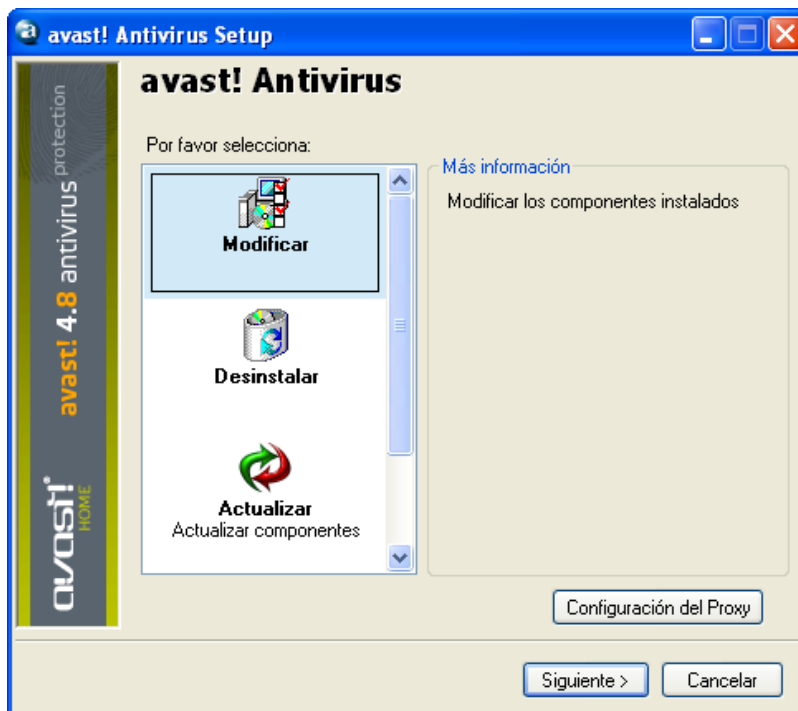 avast! Antivirus Setup
avast! Antivirus
Por favor selecciona:
Modificar
Desinstalar
Actualizar
Actualizar componentes
Más información
Modificar los componentes instalados
Configuración del Proxy
Siguiente >
Cancelar
avast! 4.8 antivirus protection
avast!
HOME